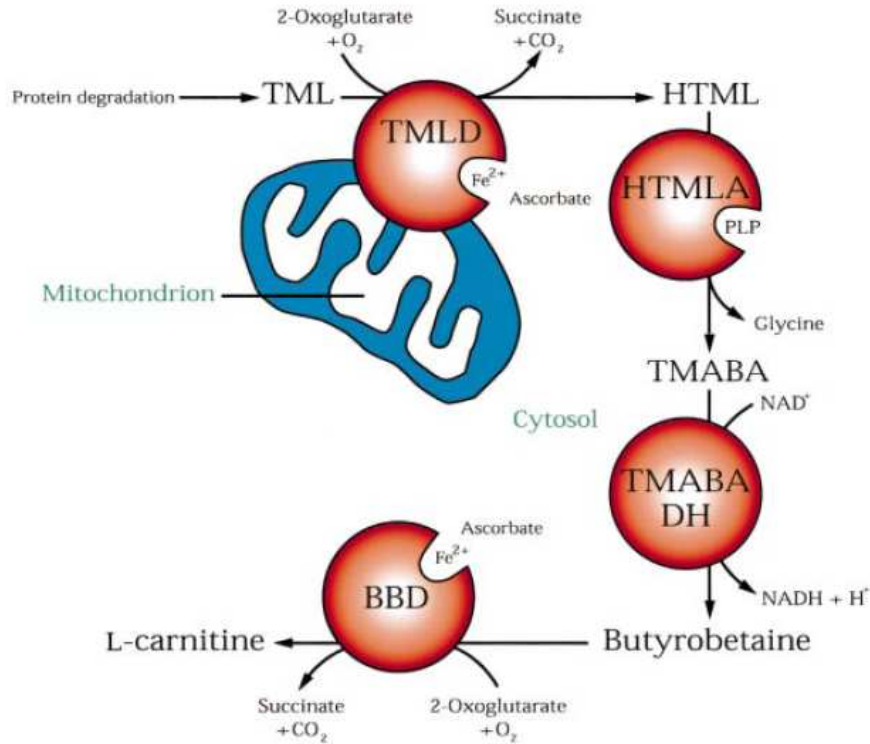 2-Oxoglutarate
+O₂
Succinate
+CO₂
Protein degradation
TML
TMLD
Fe²⁺
Ascorbate
HTML
HTMLA
PLP
Glycine
Mitochondrion
TMABA
NAD⁺
Cytosol
TMABA
DH
NADH + H⁺
Ascorbate
Fe²⁺
BBD
L-carnitine
Butyrobetaine
Succinate
+CO₂
2-Oxoglutarate
+O₂